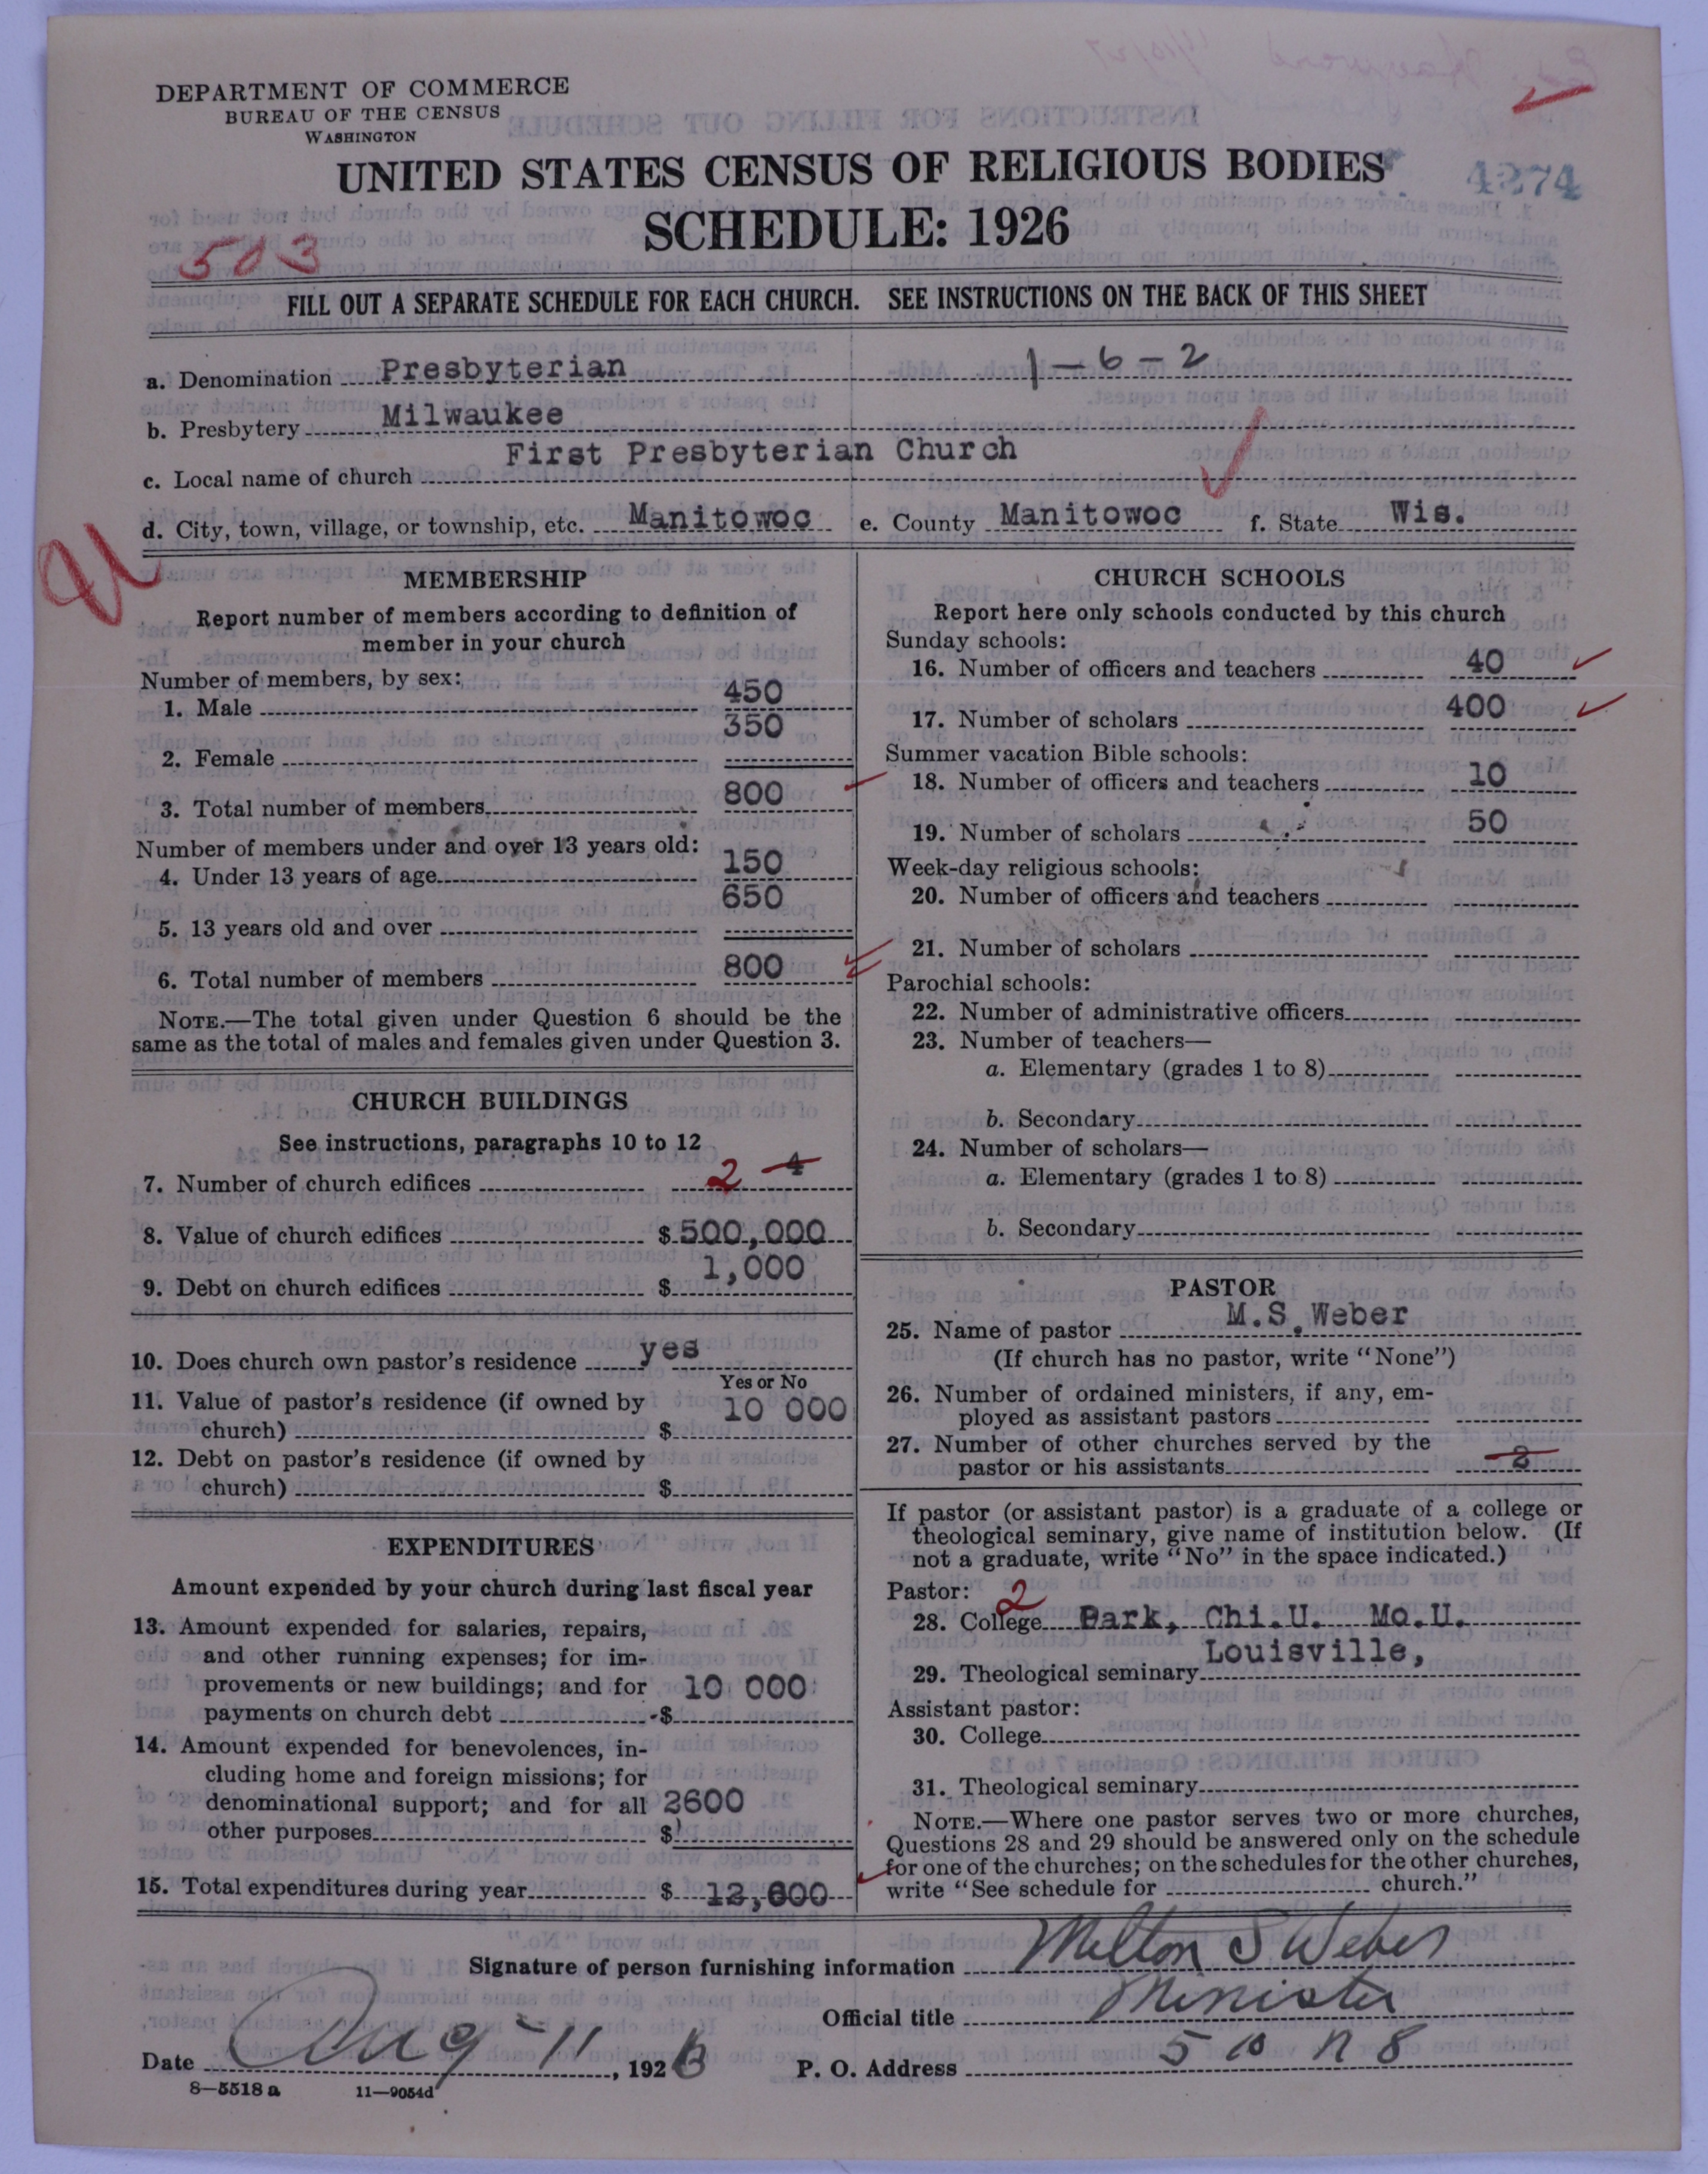 DEPARTMENT OF COMMERCE
BUREAU OF THE CENSUS
WASHINGTON
UNITED STATES CENSUS OF RELIGIOUS BODIES
4274
SCHEDULE: 1926
503
FILL OUT A SEPARATE SCHEDULE FOR EACH CHURCH. SEE INSTRUCTIONS ON THE BACK OF THIS SHEET
a. Denomination Presbyterian 1-6-2
b. Presbytery Milwaukee
c. Local name of church First Presbyterian Church
d. City, town, village, or township, etc. Manitowoc e. County Manitowoc f. State Wis.
MEMBERSHIP
Report number of members according to definition of
member in your church
Number of members, by sex:
1. Male 450
2. Female 350
3. Total number of members 800
Number of members under and over 13 years old:
4. Under 13 years of age 150
5. 13 years old and over 650
6. Total number of members 800
NOTE.—The total given under Question 6 should be the
same as the total of males and females given under Question 3.
CHURCH BUILDINGS
See instructions, paragraphs 10 to 12
7. Number of church edifices 2 4
8. Value of church edifices $ 500,000
9. Debt on church edifices $ 1,000
10. Does church own pastor's residence yes
Yes or No
11. Value of pastor's residence (if owned by
church) $ 10 000
12. Debt on pastor's residence (if owned by
church) $
EXPENDITURES
Amount expended by your church during last fiscal year
13. Amount expended for salaries, repairs,
and other running expenses; for im-
provements or new buildings; and for
payments on church debt $ 10 000
14. Amount expended for benevolences, in-
cluding home and foreign missions; for
denominational support; and for all
other purposes $ 2600
15. Total expenditures during year $ 12,600
CHURCH SCHOOLS
Report here only schools conducted by this church
Sunday schools:
16. Number of officers and teachers 40
17. Number of scholars 400
Summer vacation Bible schools:
18. Number of officers and teachers 10
19. Number of scholars 50
Week-day religious schools:
20. Number of officers and teachers
21. Number of scholars
Parochial schools:
22. Number of administrative officers
23. Number of teachers—
a. Elementary (grades 1 to 8)
b. Secondary
24. Number of scholars—
a. Elementary (grades 1 to 8)
b. Secondary
PASTOR
25. Name of pastor M.S.Weber
(If church has no pastor, write "None")
26. Number of ordained ministers, if any, em-
ployed as assistant pastors
27. Number of other churches served by the
pastor or his assistants 2
If pastor (or assistant pastor) is a graduate of a college or
theological seminary, give name of institution below. (If
not a graduate, write "No" in the space indicated.)
Pastor: 2
28. College Park, Chi.U. Mo.U.
29. Theological seminary Louisville,
Assistant pastor:
30. College
31. Theological seminary
NOTE.—Where one pastor serves two or more churches,
Questions 28 and 29 should be answered only on the schedule
for one of the churches; on the schedules for the other churches,
write "See schedule for church."
Signature of person furnishing information Milton S Weber
Official title Minister
Date Aug 11, 1926 P. O. Address 510 N 8
8—5518 a 11—9054d